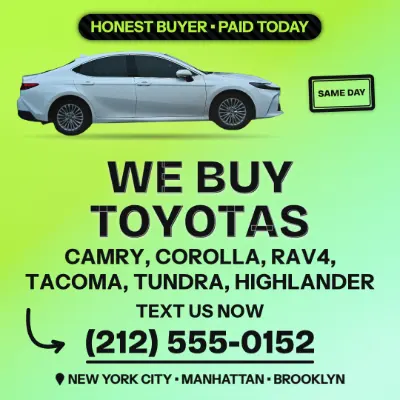 HONEST BUYER • PAID TODAY
SAME DAY
WE BUY
TOYOTAS
CAMRY, COROLLA, RAV4,
TACOMA, TUNDRA, HIGHLANDER
TEXT US NOW
(212) 555-0152
NEW YORK CITY • MANHATTAN • BROOKLYN